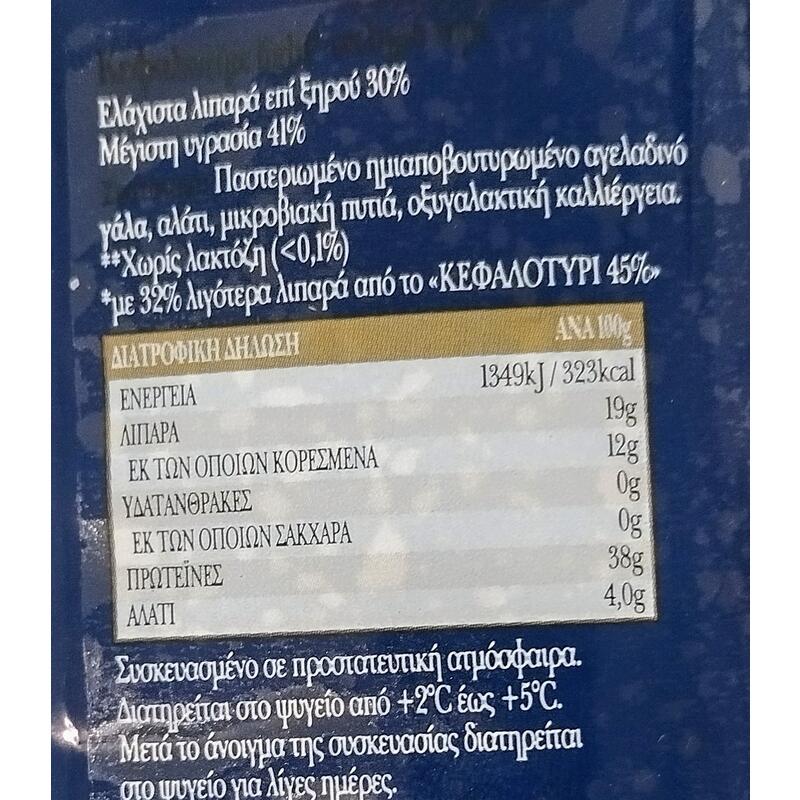 Ελάχιστα λιπαρά επί ξηρού 30%
Μέγιστη υγρασία 41%
Παστεριωμένο ημιαποβουτυρωμένο αγελαδινό
γάλα, αλάτι, μικροβιακή πυτιά, οξυγαλακτική καλλιέργεια.
**Χωρίς λακτόζη (<0,1%)
*με 32% λιγότερα λιπαρά από το «ΚΕΦΑΛΟΤΥΡΙ 45%»
ΔΙΑΤΡΟΦΙΚΗ ΔΗΛΩΣΗ ΑΝΑ 100g
ΕΝΕΡΓΕΙΑ 1349kJ / 323kcal
ΛΙΠΑΡΑ 19g
ΕΚ ΤΩΝ ΟΠΟΙΩΝ ΚΟΡΕΣΜΕΝΑ 12g
ΥΔΑΤΑΝΘΡΑΚΕΣ 0g
ΕΚ ΤΩΝ ΟΠΟΙΩΝ ΣΑΚΧΑΡΑ 0g
ΠΡΩΤΕΪΝΕΣ 38g
ΑΛΑΤΙ 4,0g
Συσκευασμένο σε προστατευτική ατμόσφαιρα.
Διατηρείται στο ψυγείο από +2°C έως +5°C.
Μετά το άνοιγμα της συσκευασίας διατηρείται
στο ψυγείο για λίγες ημέρες.